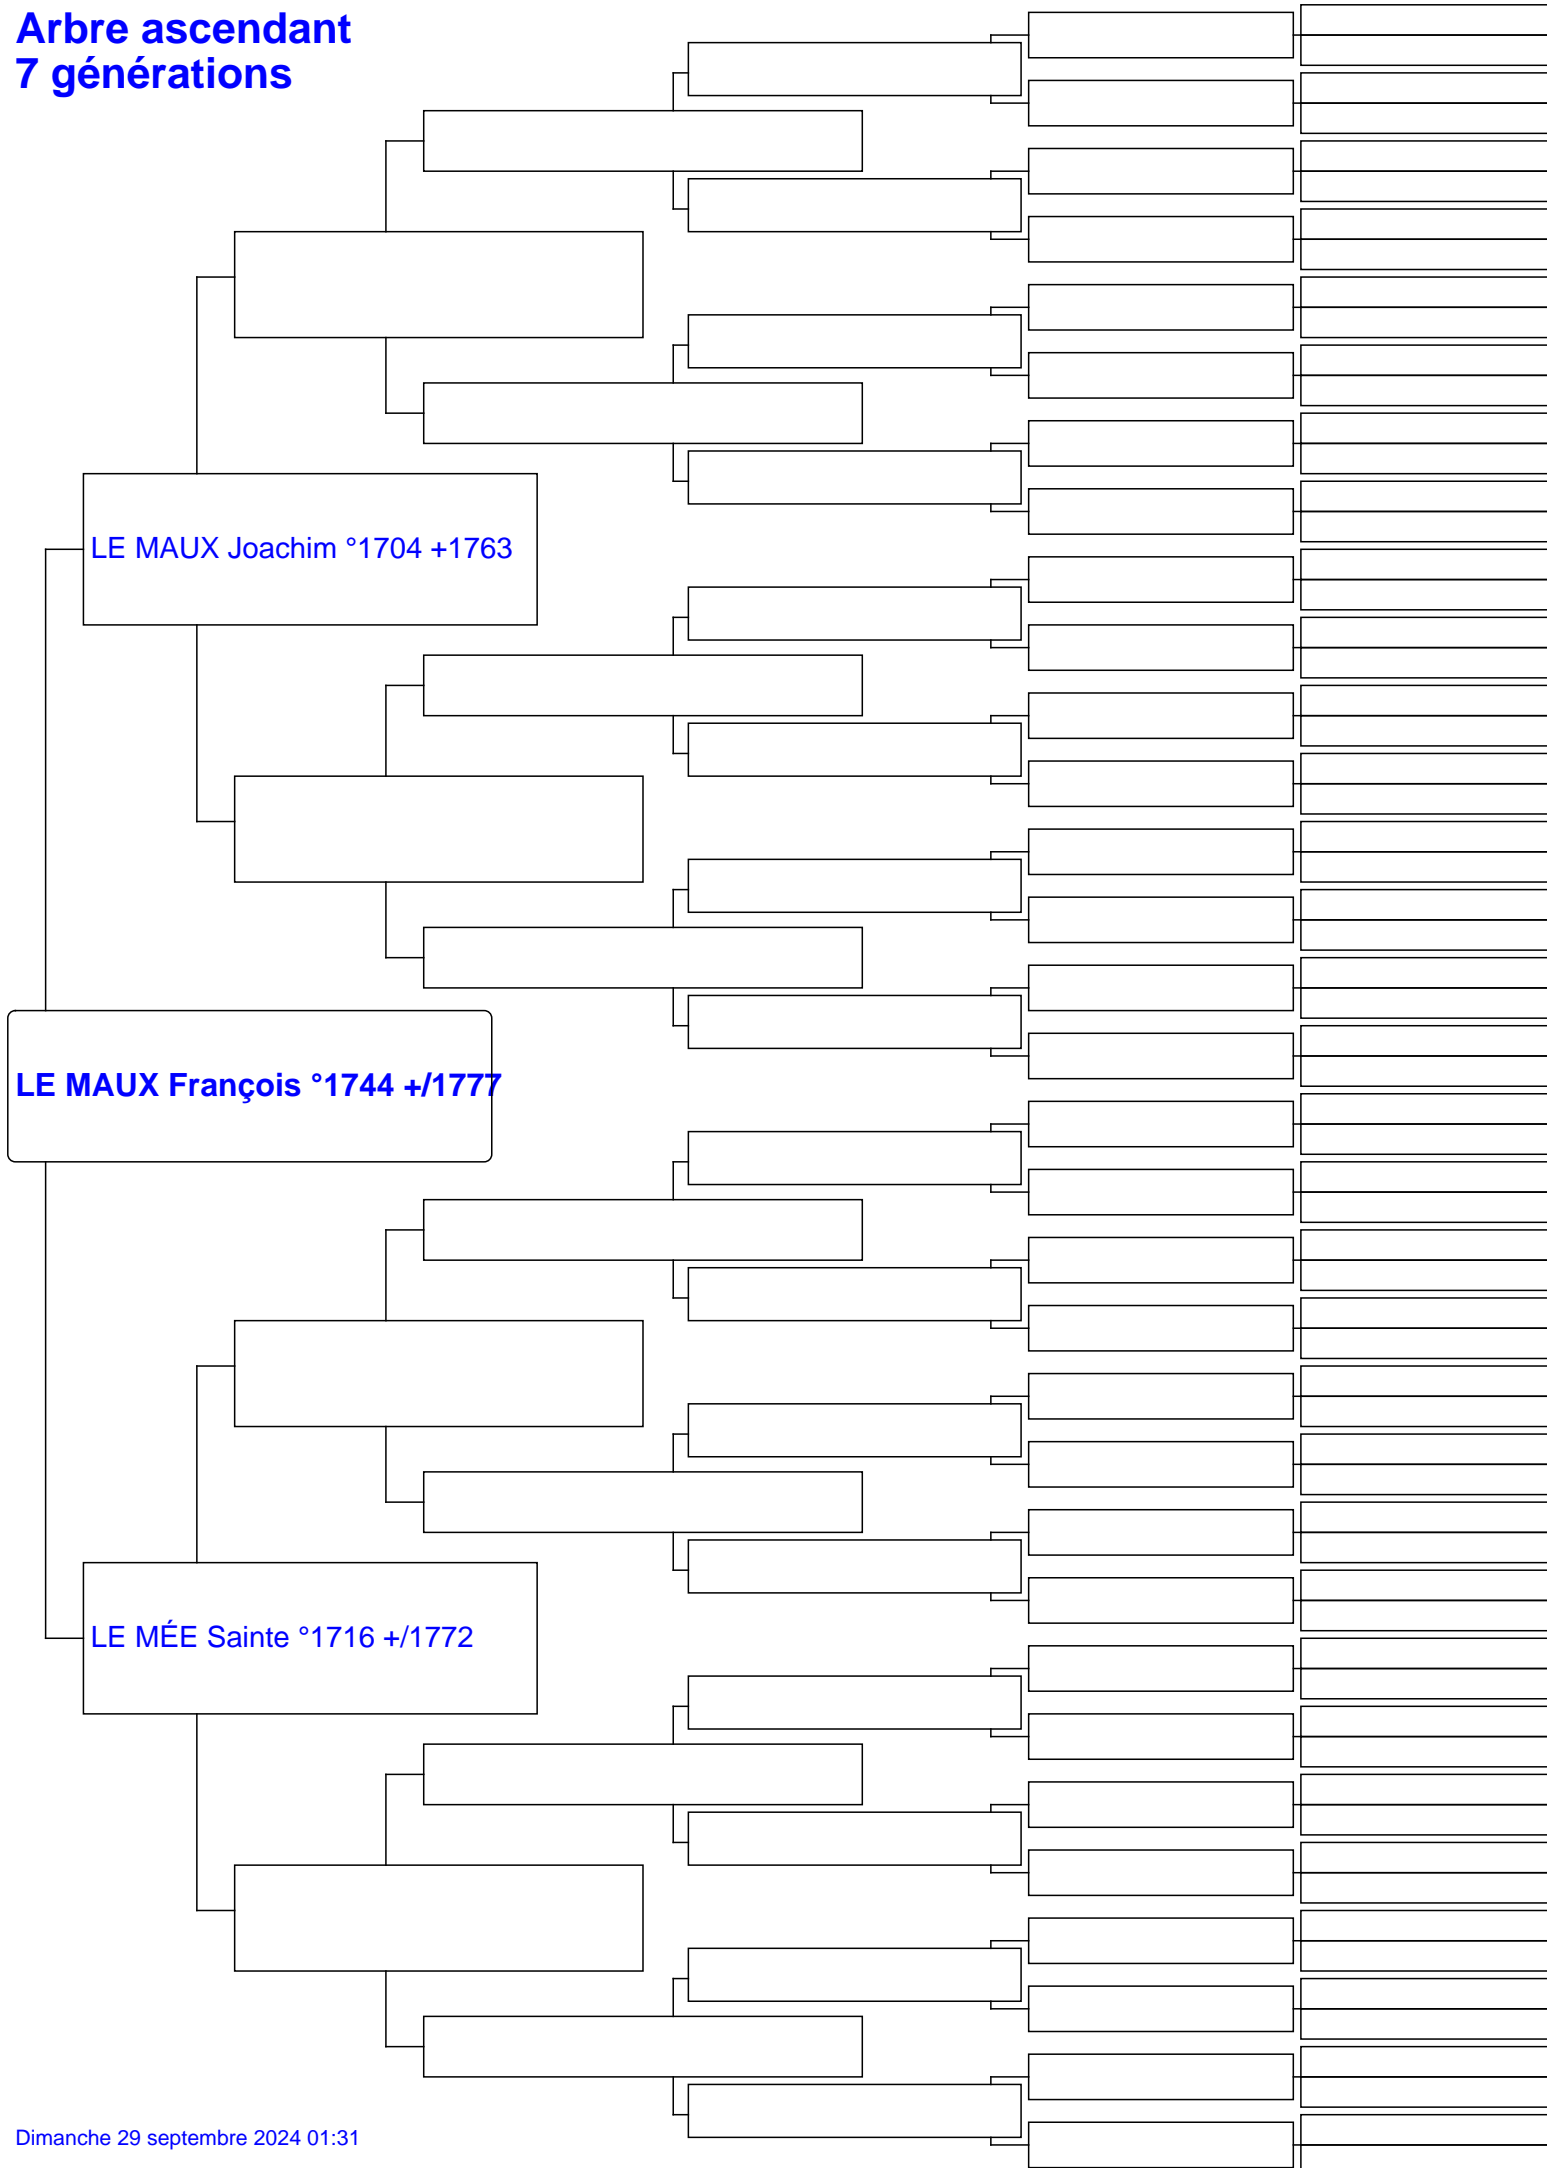 Arbre ascendant
7 générations
LE MAUX Joachim °1704 +1763
LE MAUX François °1744 +/1777
LE MÉE Sainte °1716 +/1772
Dimanche 29 septembre 2024 01:31